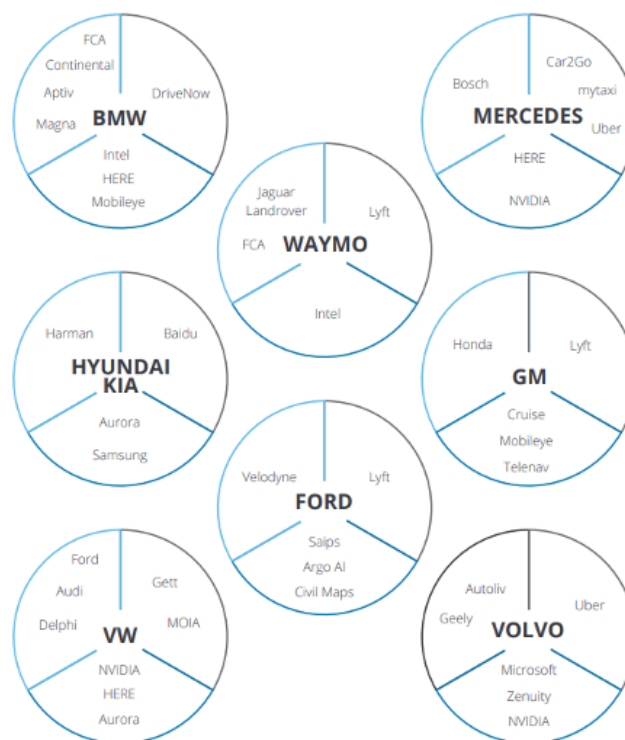 FCA
Continental
Aptiv
DriveNow
Magna
BMW
Intel
HERE
Mobileye
Car2Go
Bosch
mytaxi
MERCEDES
Uber
HERE
NVIDIA
Jaguar
Landrover
Lyft
FCA
WAYMO
Intel
Harman
Baidu
HYUNDAI
KIA
Aurora
Samsung
Honda
Lyft
GM
Cruise
Mobileye
Telenav
Velodyne
Lyft
FORD
Saips
Argo AI
Civil Maps
Ford
Gett
Audi
Delphi
MOIA
VW
NVIDIA
HERE
Aurora
Autoliv
Uber
Geely
VOLVO
Microsoft
Zenuity
NVIDIA